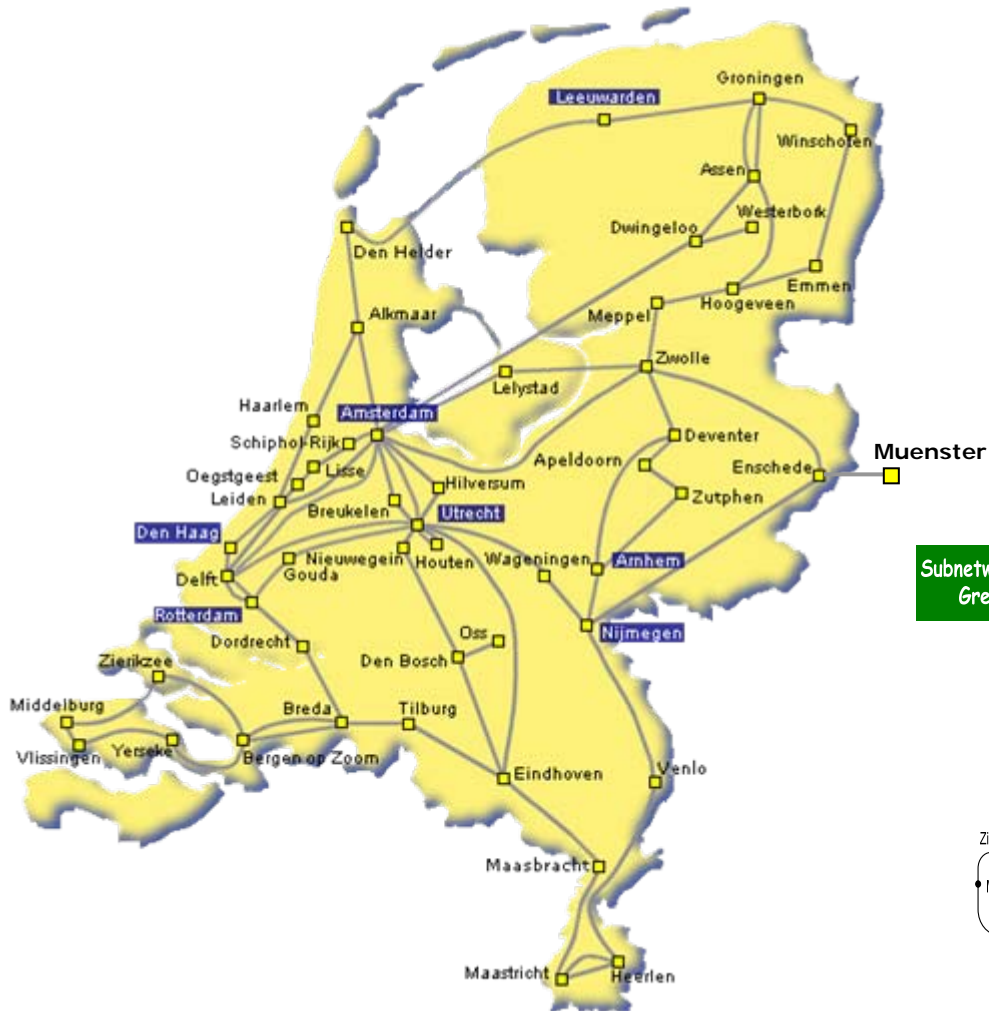 Groningen
Leeuwarden
Winschoten
Assen
Westerbork
Dwingeloo
Den Helder
Emmen
Hoogeveen
Meppel
Alkmaar
Zwolle
Lelystad
Haarlem
Amsterdam
Schiphol-Rijk
Deventer
Muenster
Apeldoorn
Enschede
Lisse
Oegstgeest
Hilversum
Zutphen
Leiden
Breukelen
Utrecht
Den Haag
Nieuwegein
Houten
Wageningen
Arnhem
Gouda
Delft
Subnetw
Gre
Rotterdam
Nijmegen
Dordrecht
Oss
Den Bosch
Zierikzee
Middelburg
Breda
Tilburg
Vlissingen
Yerseke
Bergen op Zoom
Eindhoven
Venlo
Zi
Maasbracht
Maastricht
Heerlen